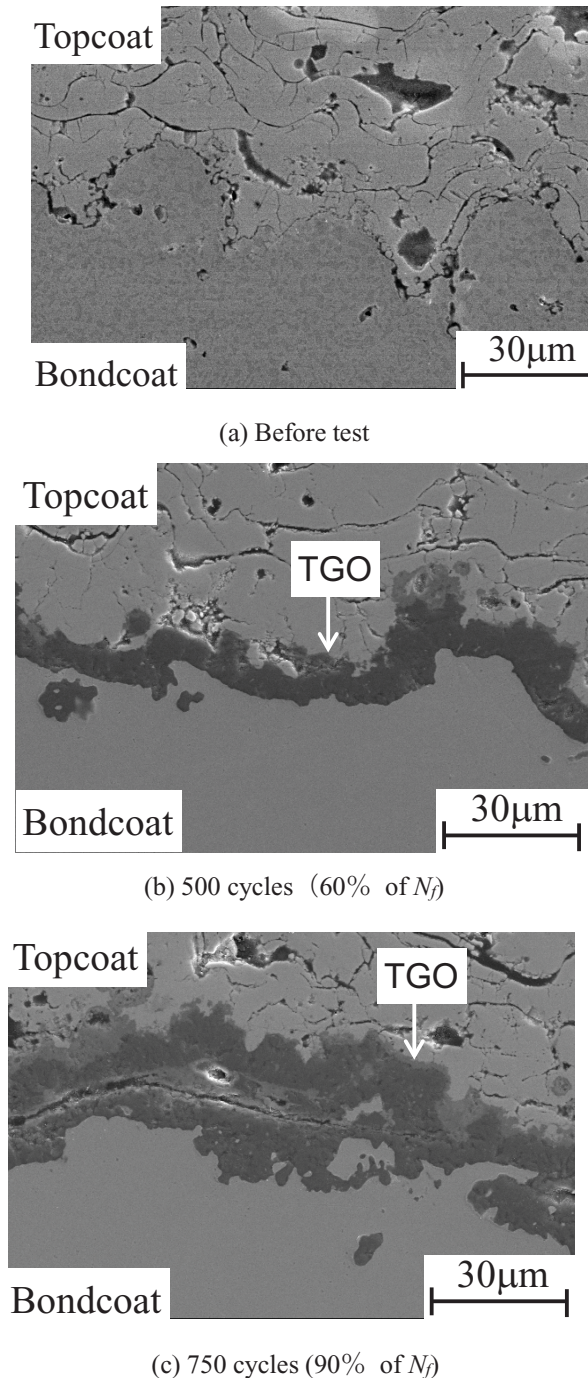 Topcoat
Bondcoat
30μm
(a) Before test
Topcoat
TGO
Bondcoat
30μm
(b) 500 cycles（60% of Nf)
Topcoat
TGO
Bondcoat
30μm
(c) 750 cycles (90% of Nf)